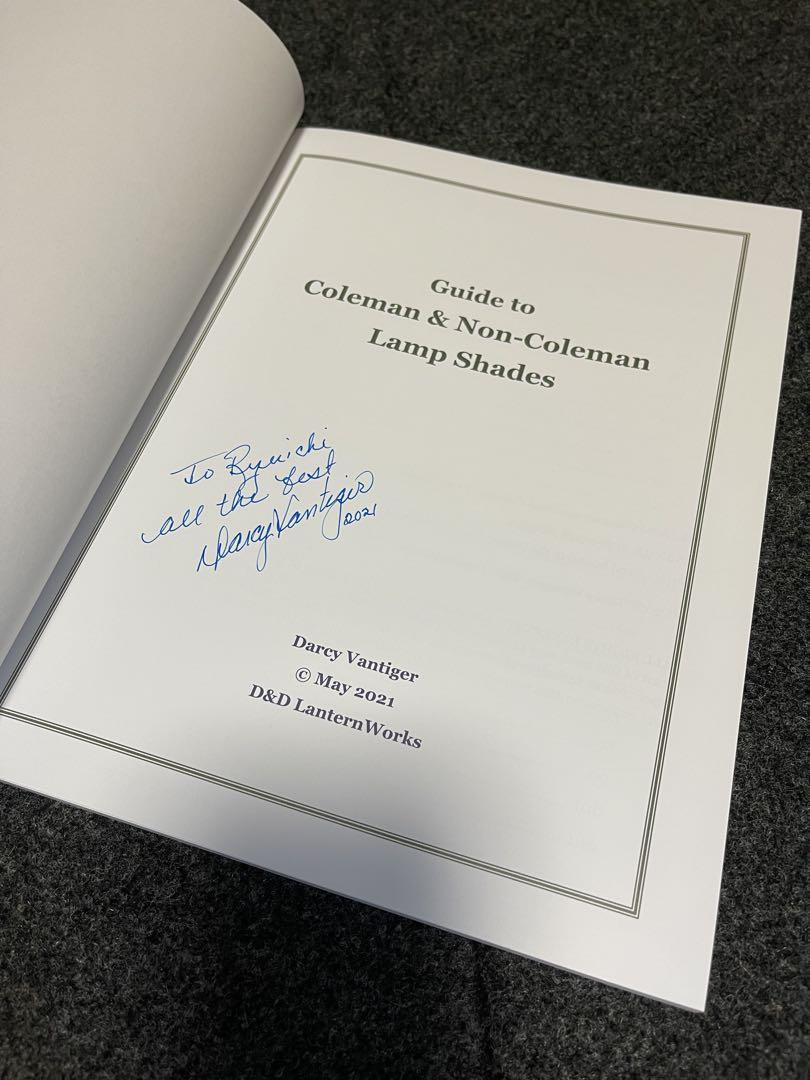 Guide to
Coleman & Non-Coleman
Lamp Shades
To Ryuichi
all the best
Darcy Vantiger
2021
Darcy Vantiger
© May 2021
D&D LanternWorks